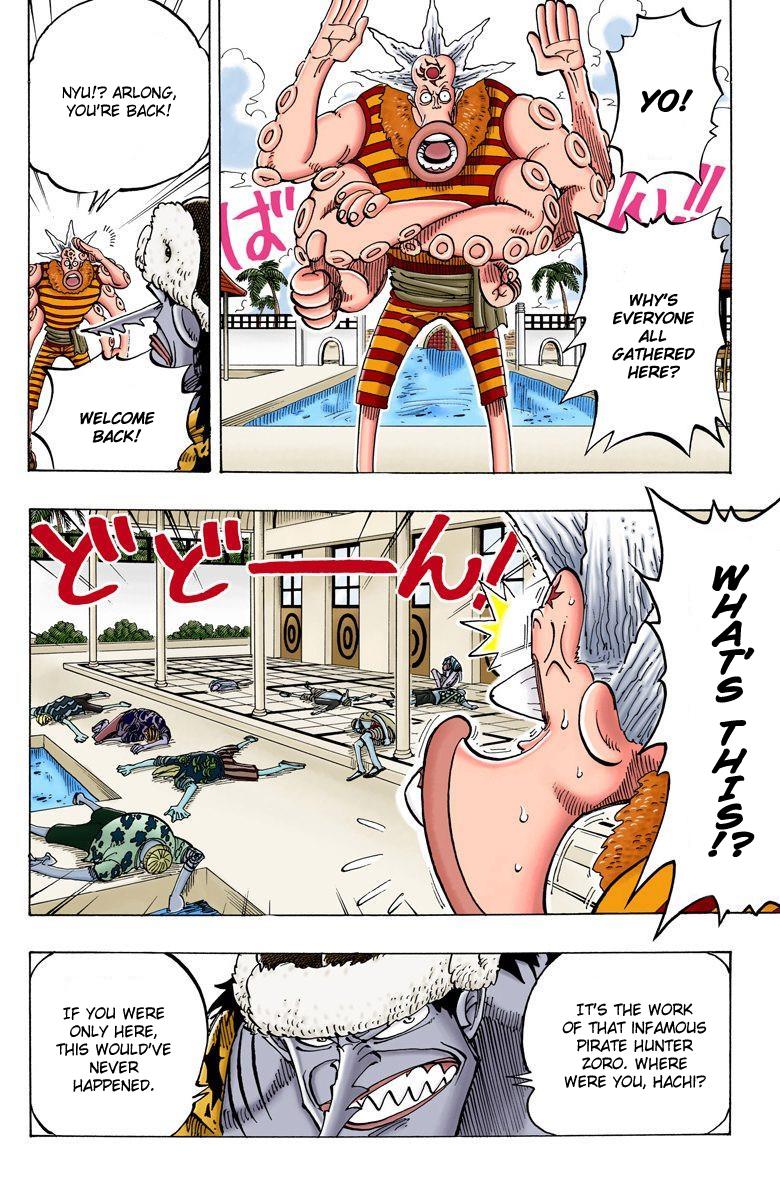 YO!
ばん!!
WHY'S
EVERYONE
ALL
GATHERED
HERE?
NYU!? ARLONG,
YOU'RE BACK!
WELCOME
BACK!
WHAT'S THIS!?
どどーん!
IT'S THE WORK
OF THAT INFAMOUS
PIRATE HUNTER
ZORO. WHERE
WERE YOU, HACHI?
IF YOU WERE
ONLY HERE,
THIS WOULD'VE
NEVER
HAPPENED.